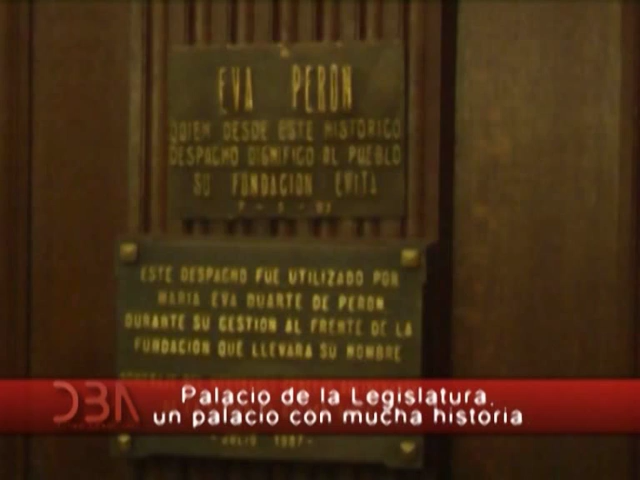 EVA PERON
QUIEN DESDE ESTE HISTORICO
DESPACHO DIGNIFICO AL PUEBLO
SU FUNDACION EVITA
ESTE DESPACHO FUE UTILIZADO POR
MARIA EVA DUARTE DE PERON
DURANTE SU GESTION AL FRENTE DE LA
FUNDACION QUE LLEVARA SU NOMBRE
DBA
Palacio de la Legislatura,
un palacio con mucha historia
- JULIO 1987 -